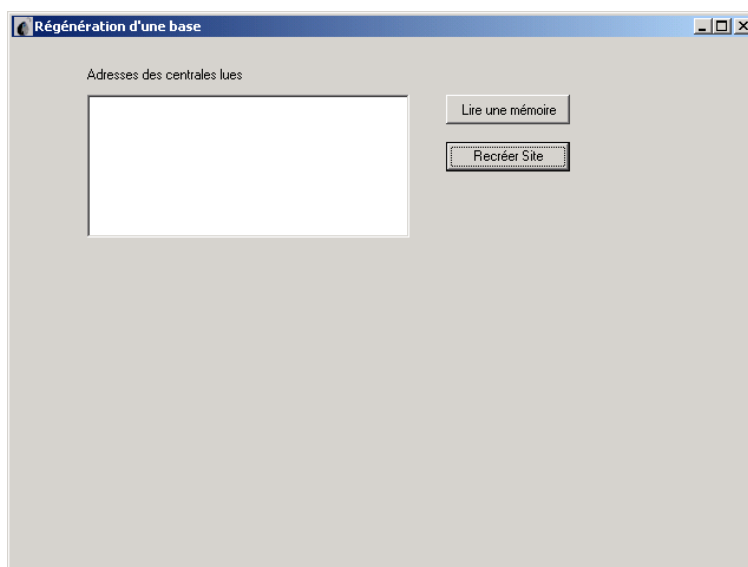 Régénération d'une base
Adresses des centrales lues
Lire une mémoire
Recréer Site